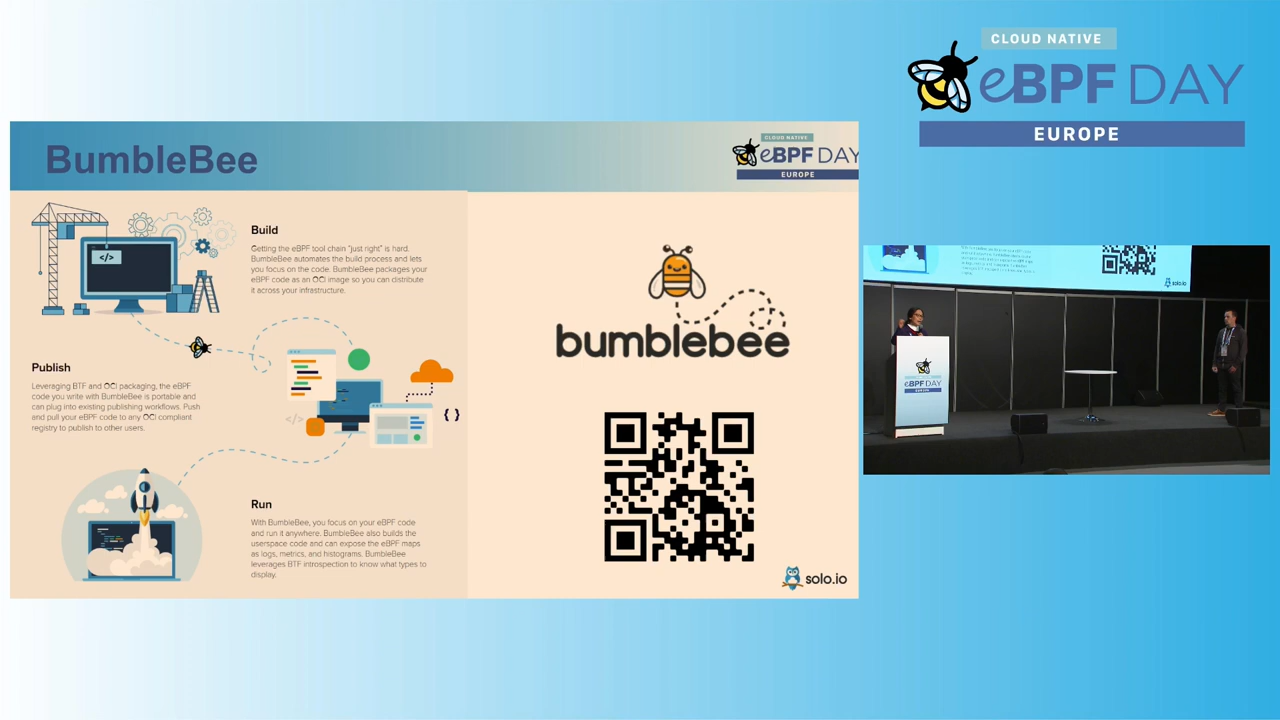 CLOUD NATIVE
eBPF DAY
EUROPE
BumbleBee
CLOUD NATIVE
eBPF DAY
EUROPE
Build
Getting the eBPF tool chain "just right" is hard.
BumbleBee automates the build process and lets
you focus on the code. BumbleBee packages your
eBPF code as an OCI image so you can distribute
it across your infrastructure.
</>
Publish
Leveraging BTF and OCI packaging, the eBPF
code you write with BumbleBee is portable and
can plug into existing publishing workflows. Push
and pull your eBPF code to any OCI compliant
registry to publish to other users.
</>
{ }
Run
With BumbleBee, you focus on your eBPF code
and run it anywhere. BumbleBee also builds the
userspace code and can expose the eBPF maps
as logs, metrics, and histograms. BumbleBee
leverages BTF introspection to know what types to
display.
bumblebee
solo.io
solo.io
eBPF DAY